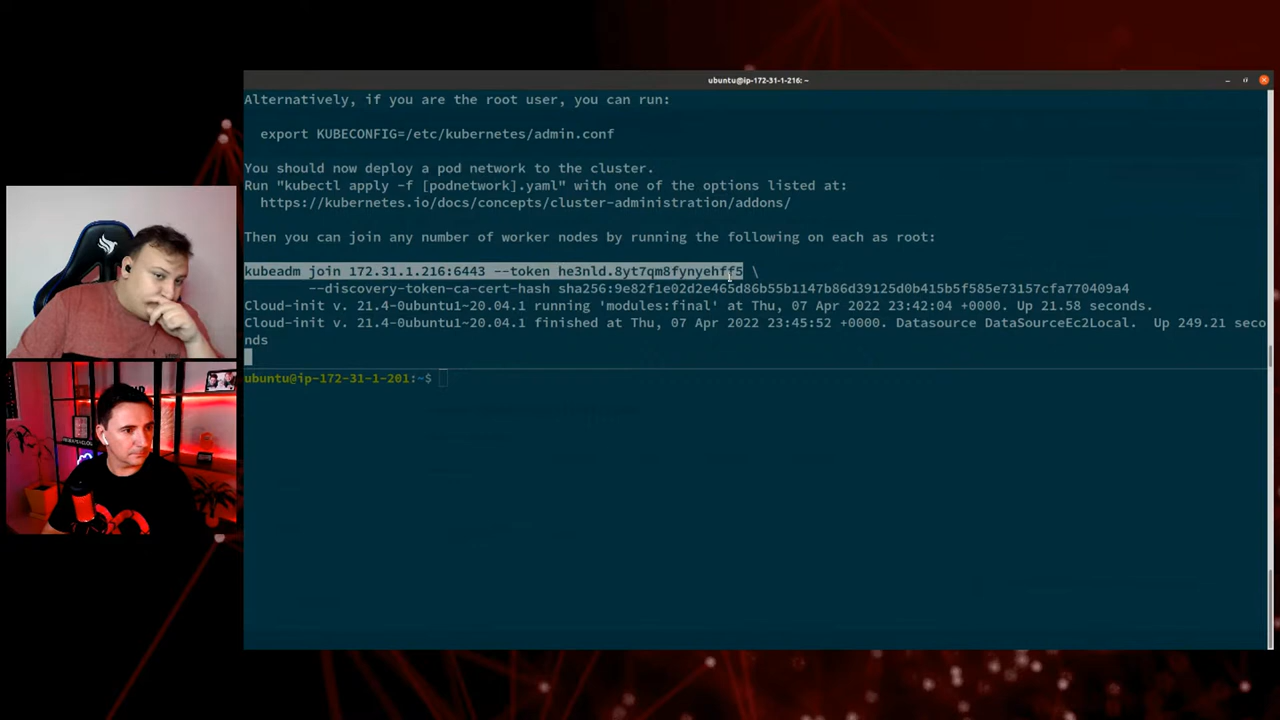 ubuntu@ip-172-31-1-216: ~
Alternatively, if you are the root user, you can run:
export KUBECONFIG=/etc/kubernetes/admin.conf
You should now deploy a pod network to the cluster.
Run "kubectl apply -f [podnetwork].yaml" with one of the options listed at:
https://kubernetes.io/docs/concepts/cluster-administration/addons/
Then you can join any number of worker nodes by running the following on each as root:
kubeadm join 172.31.1.216:6443 --token he3nld.8yt7qm8fynyehff5 \
--discovery-token-ca-cert-hash sha256:9e82f1e02d2e465d86b55b1147b86d39125d0b415b5f585e73157cfa770409a4
Cloud-init v. 21.4-0ubuntu1~20.04.1 running 'modules:final' at Thu, 07 Apr 2022 23:42:04 +0000. Up 21.58 seconds.
Cloud-init v. 21.4-0ubuntu1~20.04.1 finished at Thu, 07 Apr 2022 23:45:52 +0000. Datasource DataSourceEc2Local.  Up 249.21 seco
nds
ubuntu@ip-172-31-1-201:~$